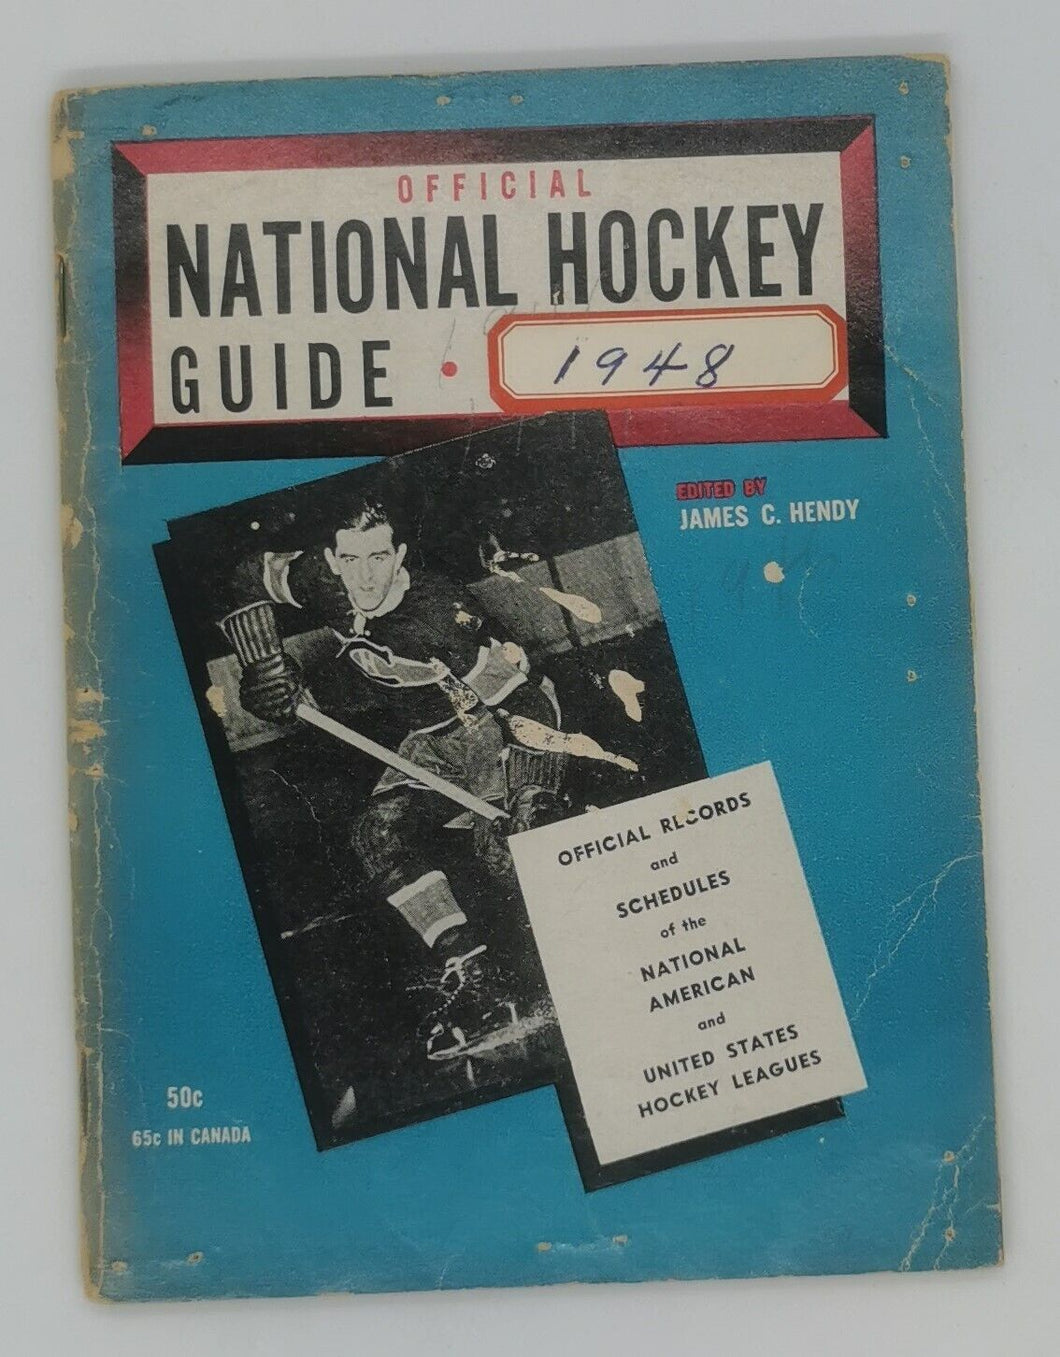 OFFICIAL
NATIONAL HOCKEY
GUIDE • 1948
EDITED BY
JAMES C. HENDY
OFFICIAL RECORDS
and
SCHEDULES
of the
NATIONAL
AMERICAN
and
UNITED STATES
HOCKEY LEAGUES
50c
65c IN CANADA